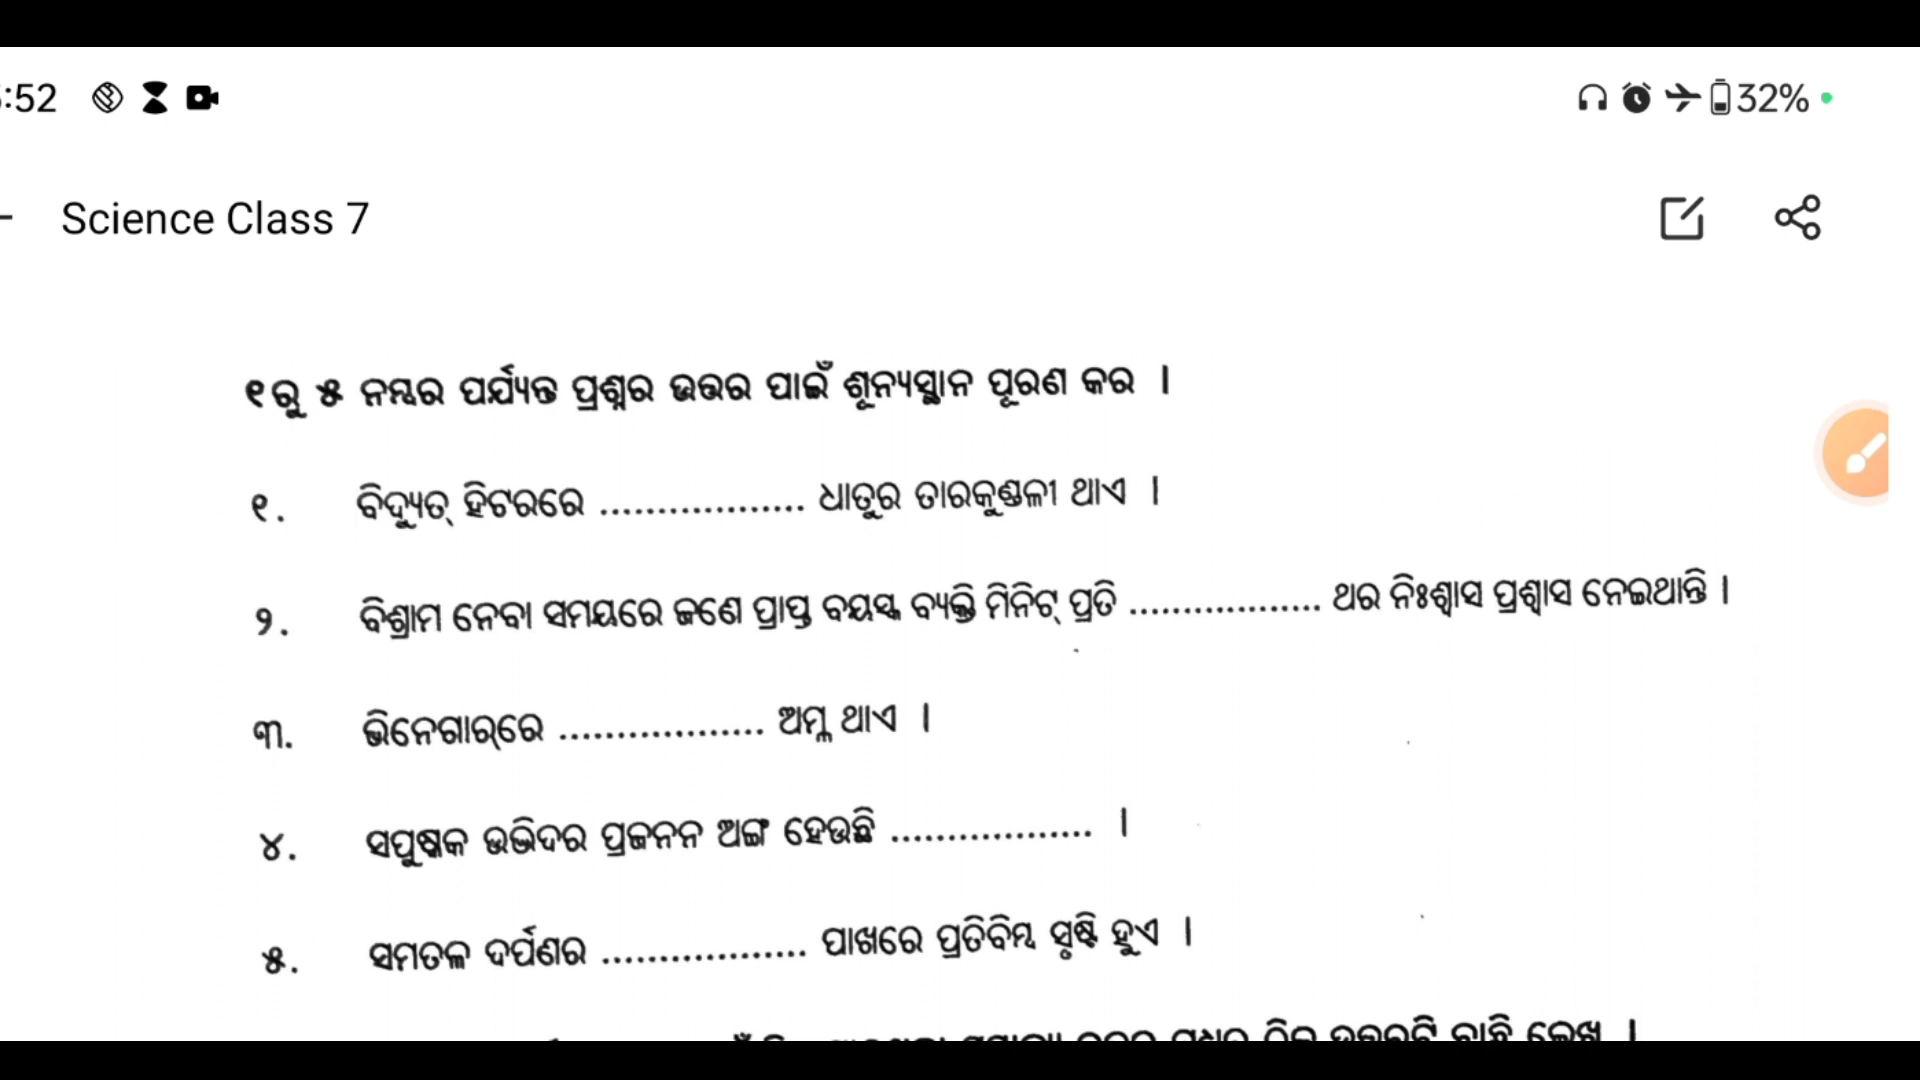 :52 32%
Science Class 7
୧ରୁ ୫ ନମ୍ବର ପର୍ଯ୍ୟନ୍ତ ପ୍ରଶ୍ନର ଉତ୍ତର ପାଇଁ ଶୂନ୍ୟସ୍ଥାନ ପୂରଣ କର ।
୧. ବିଦ୍ୟୁତ୍ ହିଟରରେ .................. ଧାତୁର ତାରକୁଣ୍ଡଳୀ ଥାଏ ।
୨. ବିଶ୍ରାମ ନେବା ସମୟରେ ଜଣେ ପ୍ରାପ୍ତ ବୟସ୍କ ବ୍ୟକ୍ତି ମିନିଟ୍ ପ୍ରତି .................. ଥର ନିଃଶ୍ୱାସ ପ୍ରଶ୍ୱାସ ନେଇଥାନ୍ତି ।
୩. ଭିନେଗାର୍‌ରେ .................. ଅମ୍ଳ ଥାଏ ।
୪. ସପୁଷ୍ପକ ଉଦ୍ଭିଦର ପ୍ରଜନନ ଅଙ୍ଗ ହେଉଛି .................. ।
୫. ସମତଳ ଦର୍ପଣର .................. ପାଖରେ ପ୍ରତିବିମ୍ବ ସୃଷ୍ଟି ହୁଏ ।
ବାଛି ଲେଖ ।